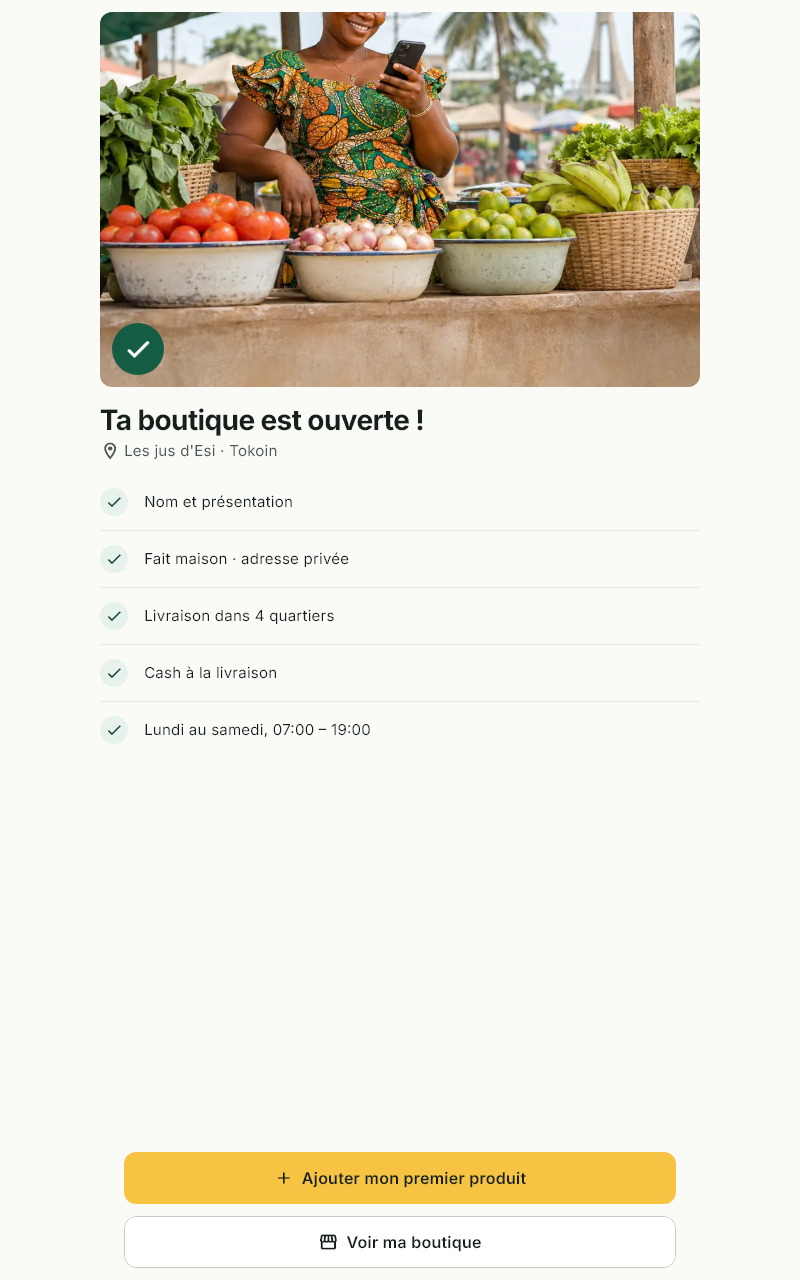 Ta boutique est ouverte !
Les jus d'Esi · Tokoin
Nom et présentation
Fait maison · adresse privée
Livraison dans 4 quartiers
Cash à la livraison
Lundi au samedi, 07:00 – 19:00
Ajouter mon premier produit
Voir ma boutique